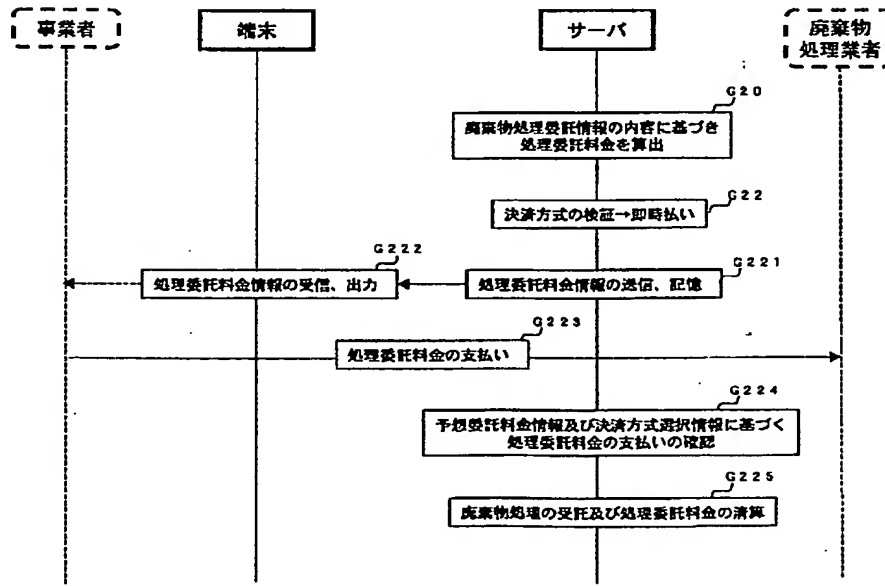 事業者
端末
サーバ
廃棄物
処理業者
G20
廃棄物処理委託情報の内容に基づき
処理委託料金を算出
G22
決済方式の検証→即時払い
G222
処理委託料金情報の受信、出力
G221
処理委託料金情報の送信、記憶
G223
処理委託料金の支払い
G224
予想委託料金情報及び決済方式選択情報に基づく
処理委託料金の支払いの確認
G225
廃棄物処理の受託及び処理委託料金の清算